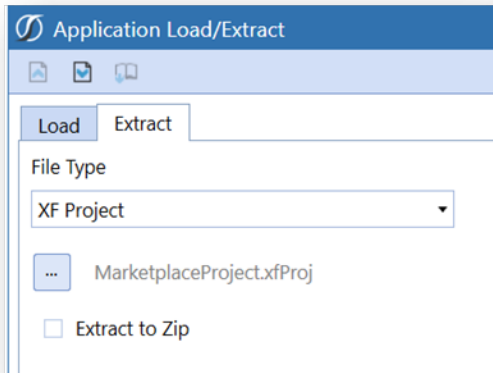 Application Load/Extract
Load Extract
File Type
XF Project
... MarketplaceProject.xfProj
Extract to Zip